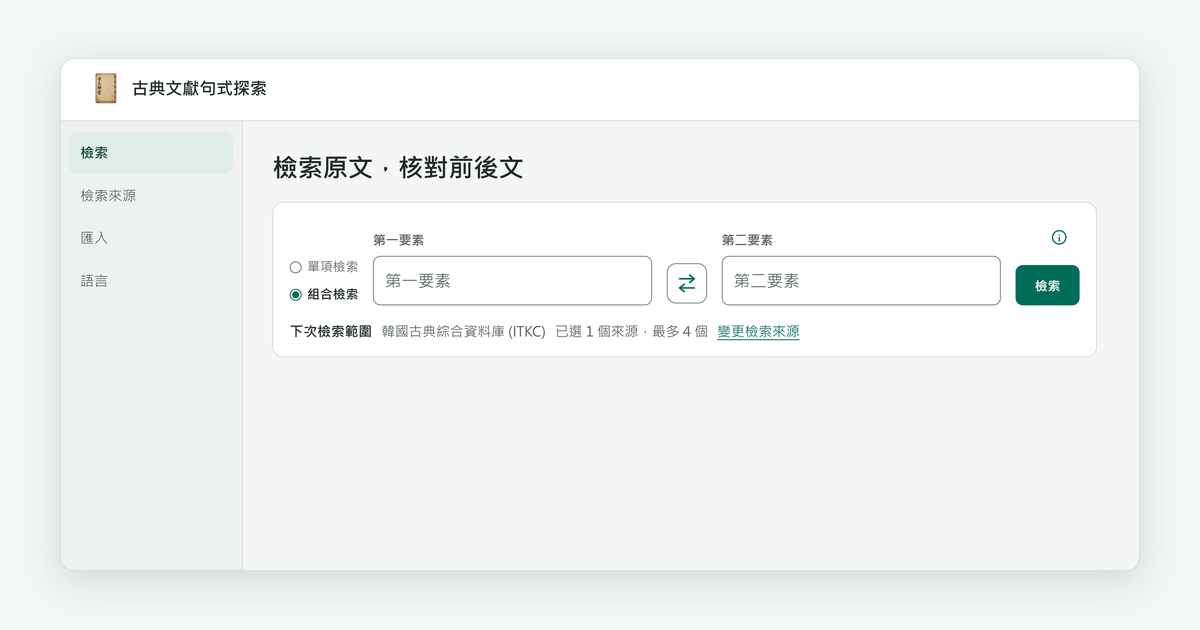 古典文獻句式探索
檢索
檢索來源
匯入
語言
檢索原文，核對前後文
單項檢索
組合檢索
第一要素
第一要素
第二要素
第二要素
檢索
下次檢索範圍 韓國古典綜合資料庫 (ITKC) 已選 1 個來源 · 最多 4 個 變更檢索來源